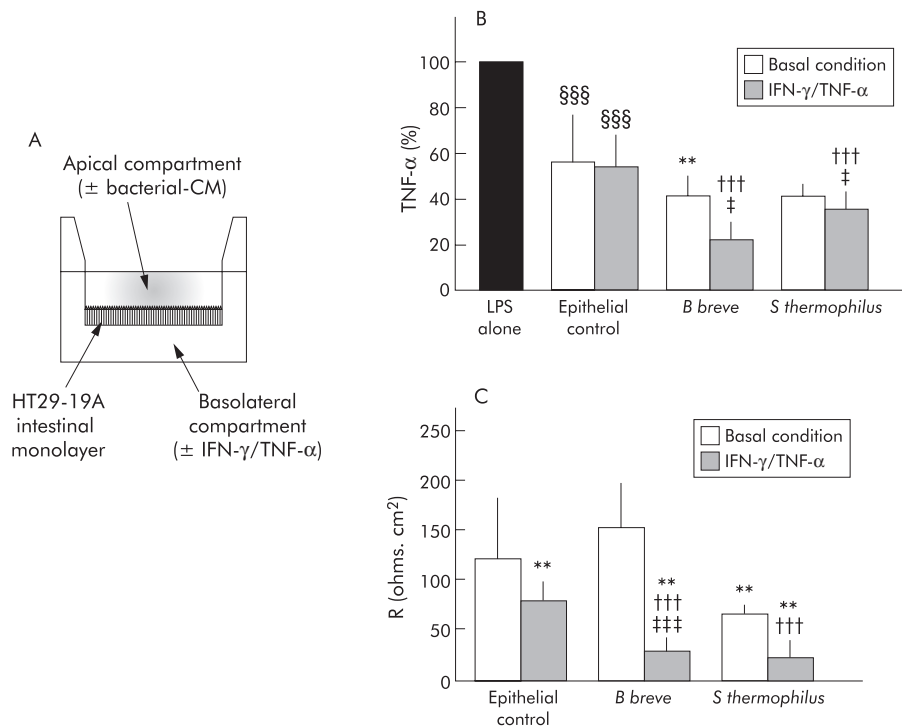 A
Apical compartment
(± bacterial-CM)
HT29-19A
intestinal
monolayer
Basolateral
compartment
(± IFN-γ/TNF-α)
B
Basal condition
IFN-γ/TNF-α
TNF-α (%)
100
80
60
40
20
0
§§§
§§§
**
†††
‡
†††
‡
LPS
alone
Epithelial
control
B breve
S thermophilus
C
Basal condition
IFN-γ/TNF-α
R (ohms. cm²)
250
200
150
100
50
0
**
**
†††
‡‡‡
**
**
†††
Epithelial
control
B breve
S thermophilus